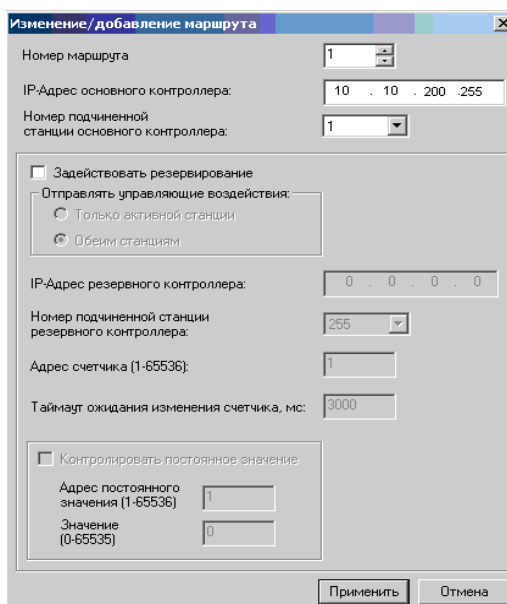 Изменение/добавление маршрута
Номер маршрута
1
IP-Адрес основного контроллера:
10 . 10 . 200 .255
Номер подчиненной
станции основного контроллера:
1
Задействовать резервирование
Отправлять управляющие воздействия:
Только активной станции
Обеим станциям
IP-Адрес резервного контроллера:
0 . 0 . 0 . 0
Номер подчиненной станции
резервного контроллера:
255
Адрес счетчика (1-65536):
1
Таймаут ожидания изменения счетчика, мс:
3000
Контролировать постоянное значение
Адрес постоянного
значения (1-65536)
1
Значение
(0-65535)
0
Применить
Отмена